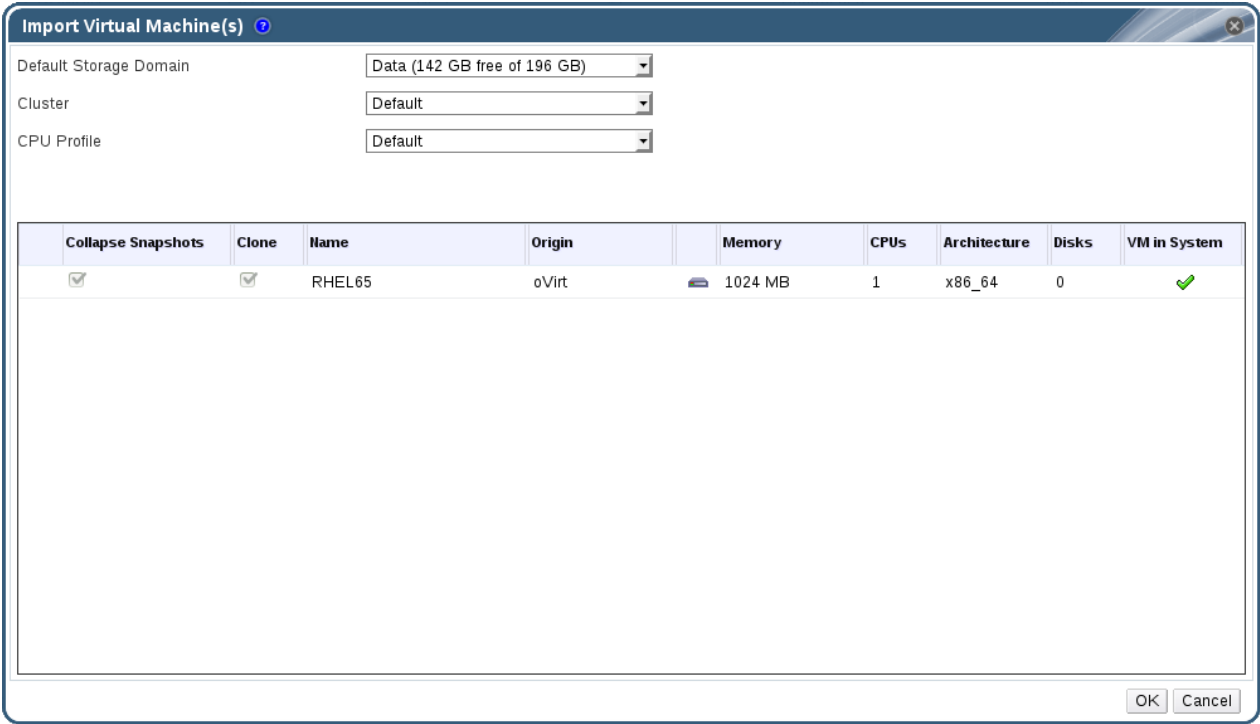 Import Virtual Machine(s) ?
Default Storage Domain Data (142 GB free of 196 GB)
Cluster Default
CPU Profile Default
Collapse Snapshots Clone Name Origin Memory CPUs Architecture Disks VM in System
RHEL65 oVirt 1024 MB 1 x86_64 0
OK Cancel